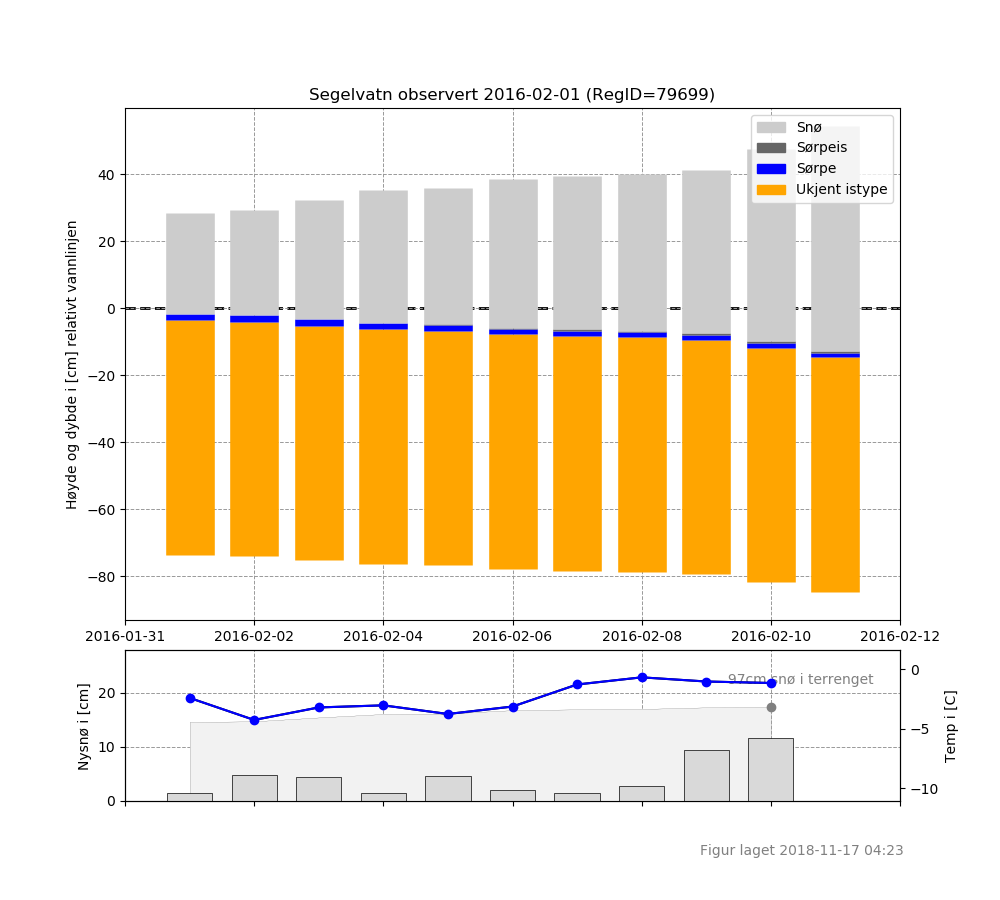 Segelvatn observert 2016-02-01 (RegID=79699)
Snø
Sørpeis
Sørpe
Ukjent istype
Høyde og dybde i [cm] relativt vannlinjen
40
20
0
−20
−40
−60
−80
2016-01-31 2016-02-02 2016-02-04 2016-02-06 2016-02-08 2016-02-10 2016-02-12
Nysnø i [cm]
20
10
0
97cm snø i terrenget
0
−5
−10
Temp i [C]
Figur laget 2018-11-17 04:23